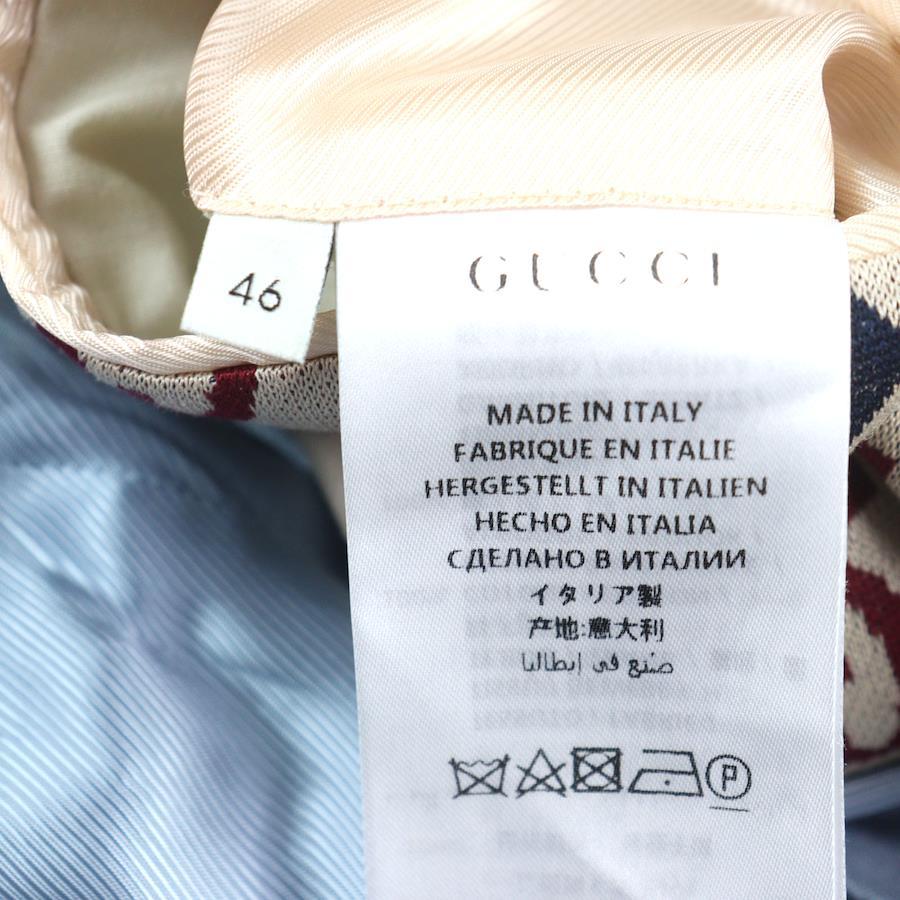 46
GUCCI
MADE IN ITALY
FABRIQUE EN ITALIE
HERGESTELLT IN ITALIEN
HECHO EN ITALIA
СДЕЛАНО В ИТАЛИИ
イタリア製
产地:意大利
صنع في إيطاليا
P